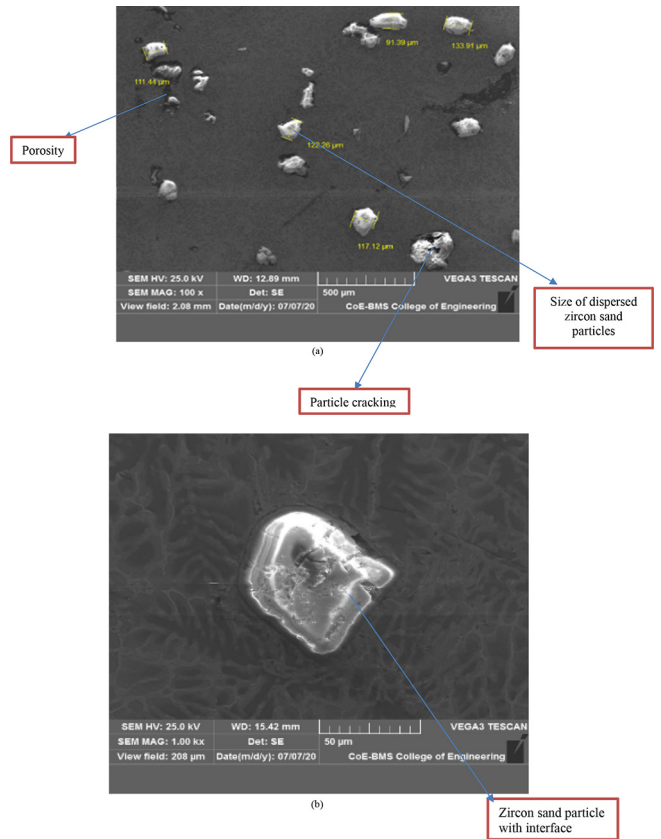 91.39 µm
133.91 µm
111.44 µm
122.26 µm
117.12 µm
Porosity
SEM HV: 25.0 kV
WD: 12.89 mm
VEGA3 TESCAN
SEM MAG: 100 x
Det: SE
500 µm
View field: 2.08 mm
Date(m/d/y): 07/07/20
CoE-BMS College of Engineering
Size of dispersed
zircon sand
particles
(a)
Particle cracking
SEM HV: 25.0 kV
WD: 15.42 mm
VEGA3 TESCAN
SEM MAG: 1.00 kx
Det: SE
50 µm
View field: 208 µm
Date(m/d/y): 07/07/20
CoE-BMS College of Engineering
(b)
Zircon sand particle
with interface